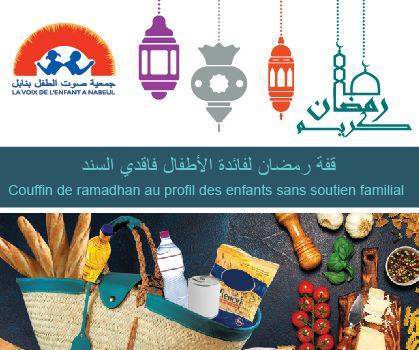 جمعية صوت الطفل بنابل
LA VOIX DE L'ENFANT A NABEUL
رمضان
كريم
قفة رمضان لفائدة الأطفال فاقدي السند
Couffin de ramadhan au profil des enfants sans soutien familial